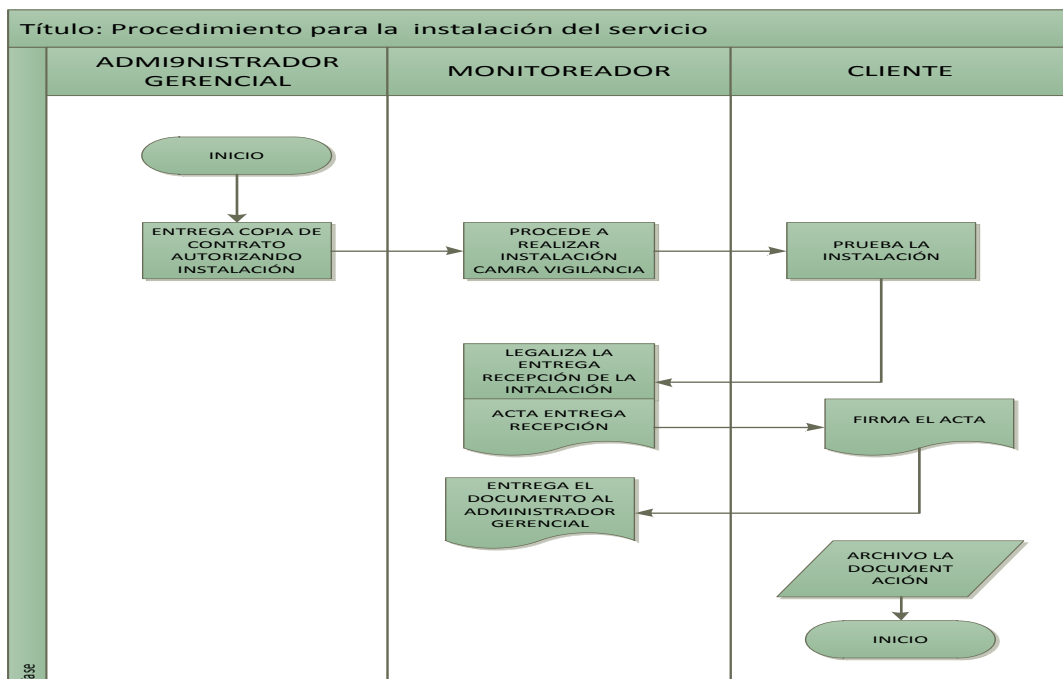 Título: Procedimiento para la instalación del servicio
ADMI9NISTRADOR
GERENCIAL
MONITOREADOR
CLIENTE
INICIO
ENTREGA COPIA DE
CONTRATO
AUTORIZANDO
INSTALACIÓN
PROCEDE A
REALIZAR
INSTALACIÓN
CAMRA VIGILANCIA
PRUEBA LA
INSTALACIÓN
LEGALIZA LA
ENTREGA
RECEPCIÓN DE LA
INTALACIÓN
ACTA ENTREGA
RECEPCIÓN
FIRMA EL ACTA
ENTREGA EL
DOCUMENTO AL
ADMINISTRADOR
GERENCIAL
ARCHIVO LA
DOCUMENT
ACIÓN
INICIO